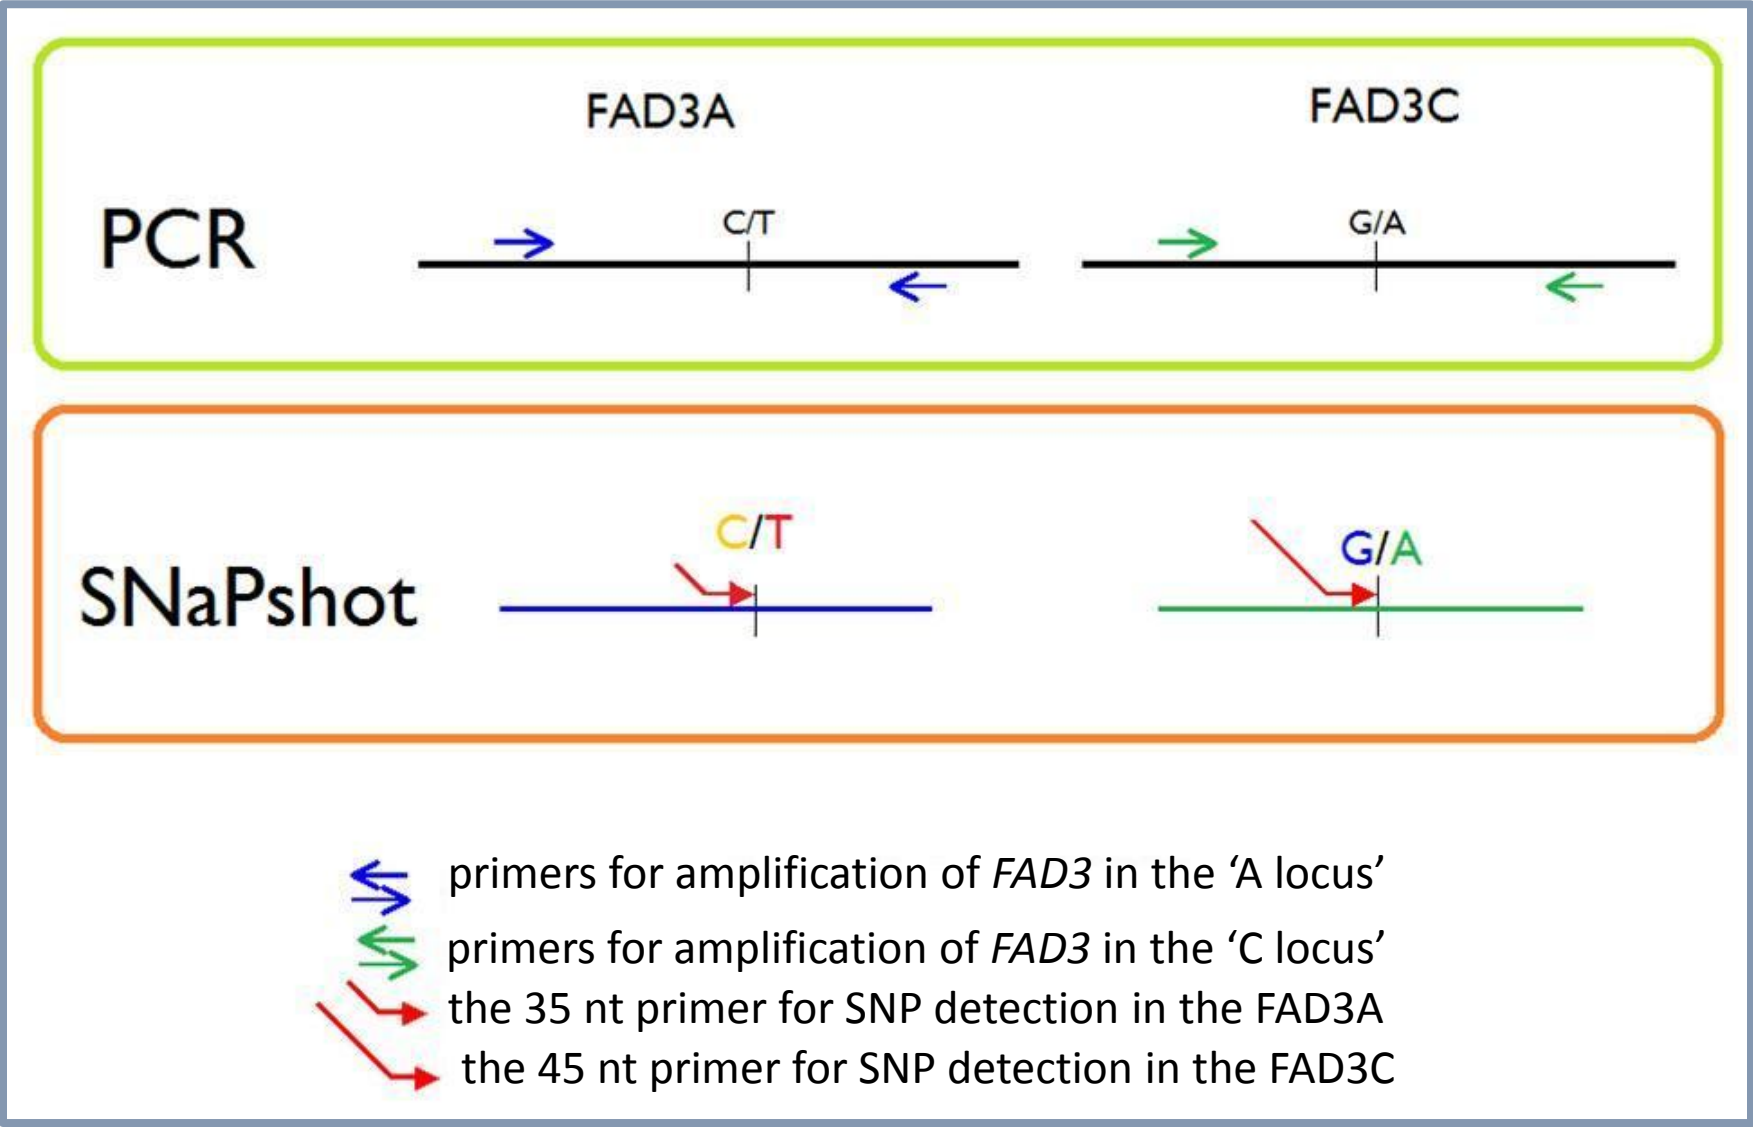 FAD3A
FAD3C
PCR
C/T
G/A
SNaPshot
C/T
G/A
primers for amplification of FAD3 in the ‘A locus’
primers for amplification of FAD3 in the ‘C locus’
the 35 nt primer for SNP detection in the FAD3A
the 45 nt primer for SNP detection in the FAD3C